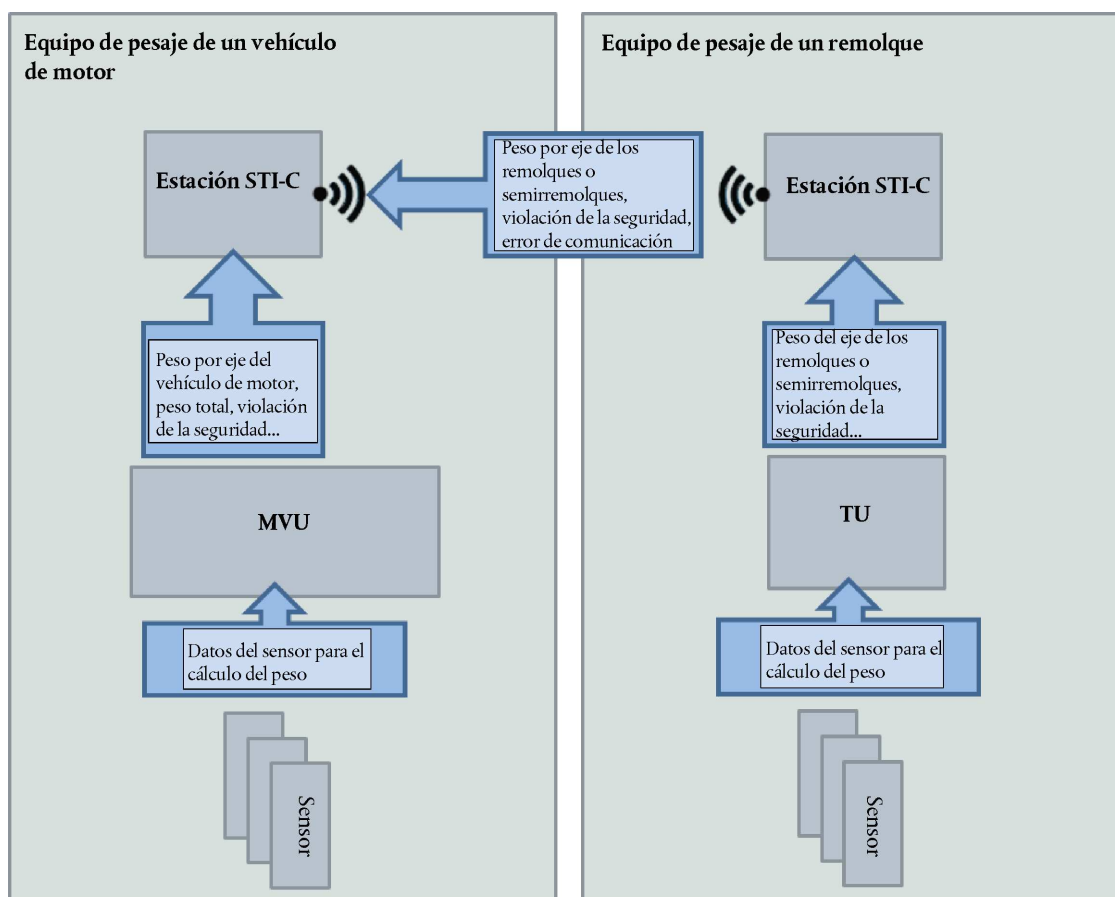 Equipo de pesaje de un vehículo
de motor
Estación STI-C
Peso por eje del
vehículo de motor,
peso total, violación
de la seguridad...
MVU
Datos del sensor para el
cálculo del peso
Sensor
Peso por eje de los
remolques o
semirremolques,
violación de la seguridad,
error de comunicación
Equipo de pesaje de un remolque
Estación STI-C
Peso del eje de los
remolques o
semirremolques,
violación de la
seguridad...
TU
Datos del sensor para el
cálculo del peso
Sensor